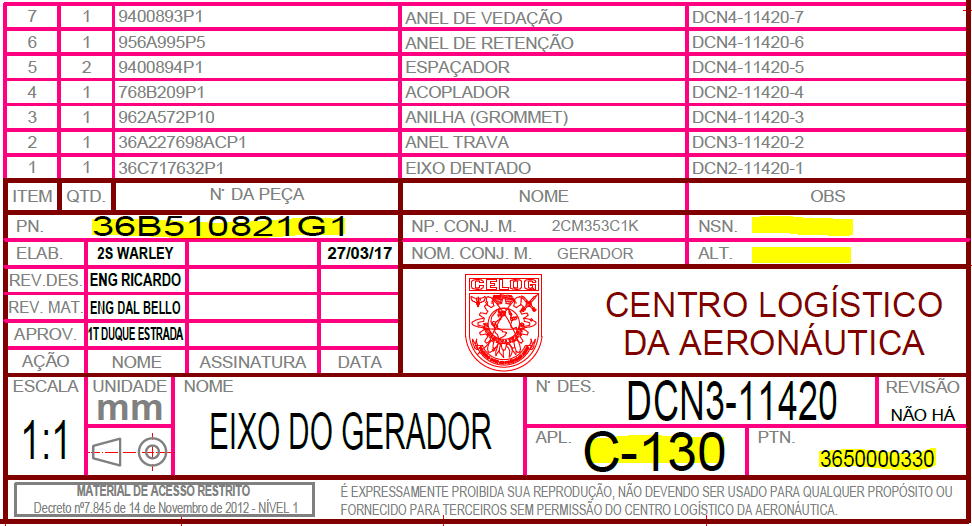 7 1 9400893P1 ANEL DE VEDAÇÃO DCN4-11420-7
6 1 956A995P5 ANEL DE RETENÇÃO DCN4-11420-6
5 2 9400894P1 ESPAÇADOR DCN4-11420-5
4 1 768B209P1 ACOPLADOR DCN2-11420-4
3 1 962A572P10 ANILHA (GROMMET) DCN4-11420-3
2 1 36A227698ACP1 ANEL TRAVA DCN3-11420-2
1 1 36C717632P1 EIXO DENTADO DCN2-11420-1
ITEM QTD. N° DA PEÇA NOME OBS
PN. 36B510821G1 NP. CONJ. M. 2CM353C1K NSN.
ELAB. 2S WARLEY 27/03/17 NOM. CONJ. M. GERADOR ALT.
REV.DES. ENG RICARDO
REV. MAT. ENG DAL BELLO
APROV. 1T DUQUE ESTRADA
AÇÃO NOME ASSINATURA DATA
CELOG
CENTRO LOGÍSTICO
DA AERONÁUTICA
ESCALA UNIDADE NOME N° DES. DCN3-11420 REVISÃO
1:1 mm EIXO DO GERADOR NÃO HÁ
APL. C-130 PTN. 3650000330
MATERIAL DE ACESSO RESTRITO
Decreto nº7.845 de 14 de Novembro de 2012 - NÍVEL 1
É EXPRESSAMENTE PROIBIDA SUA REPRODUÇÃO, NÃO DEVENDO SER USADO PARA QUALQUER PROPÓSITO OU
FORNECIDO PARA TERCEIROS SEM PERMISSÃO DO CENTRO LOGÍSTICO DA AERONÁUTICA.